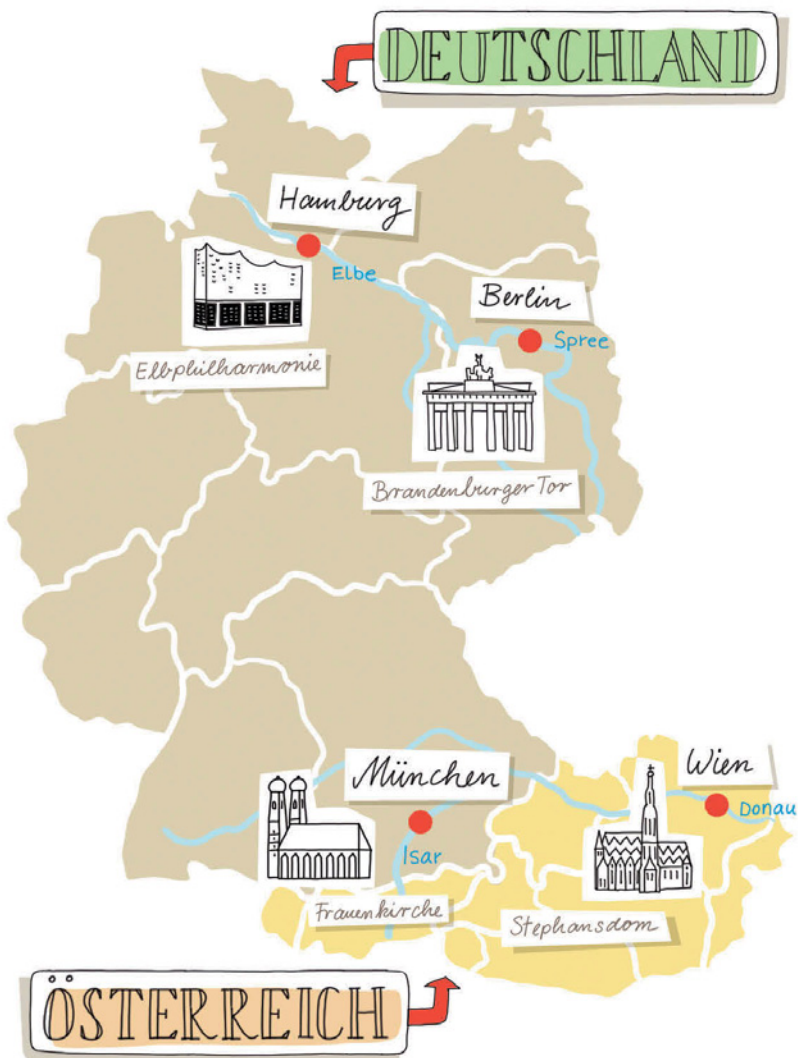 DEUTSCHLAND
Hamburg
Elbe
Berlin
Spree
Elbphilharmonie
Brandenburger Tor
München
Wien
Donau
Isar
Frauenkirche
Stephansdom
ÖSTERREICH